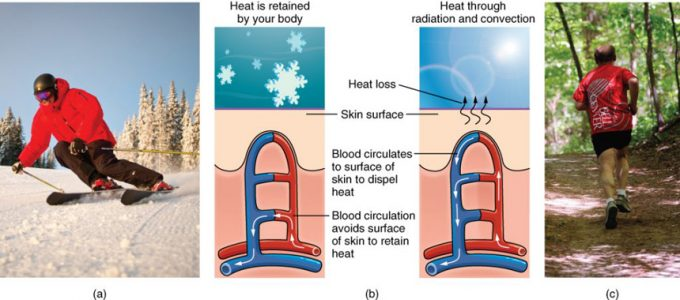 Heat is retained
by your body
Heat through
radiation and convection
Heat loss
Skin surface
Blood circulates
to surface of
skin to dispel
heat
Blood circulation
avoids surface
of skin to retain
heat
(a)
(b)
(c)